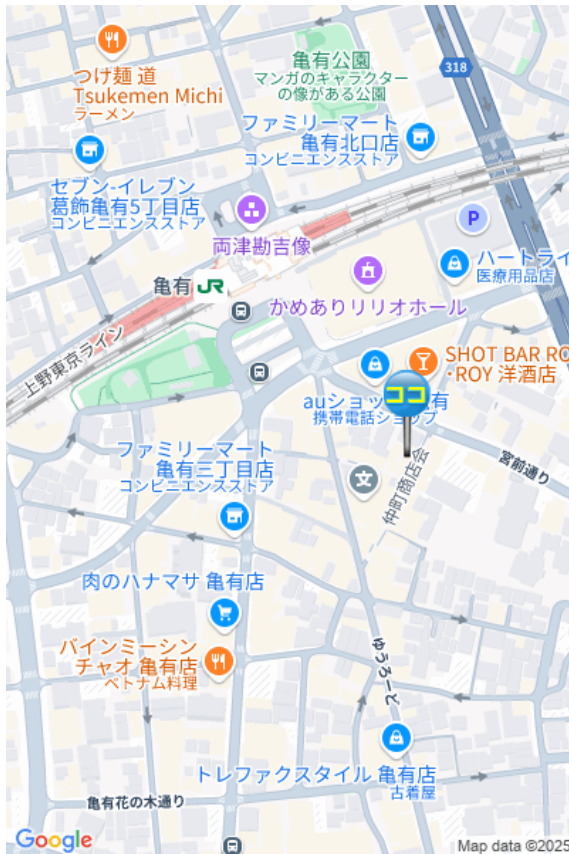 亀有公園
マンガのキャラクター
の像がある公園
318
つけ麺 道
Tsukemen Michi
ラーメン
ファミリーマート
亀有北口店
コンビニエンスストア
セブン-イレブン
葛飾亀有5丁目店
コンビニエンスストア
P
両津勘吉像
ハートライ
医療用品店
亀有 JR
かめありリリオホール
上野東京ライン
SHOT BAR RO
・ROY 洋酒店
ココ
auショッ
有
携帯電話ショップ
宮前通り
ファミリーマート
亀有三丁目店
コンビニエンスストア
文
仲町商店会
肉のハナマサ 亀有店
バインミーシン
チャオ 亀有店
ベトナム料理
ゆうろーど
トレファクスタイル 亀有店
古着屋
亀有花の木通り
Google
Map data ©2025